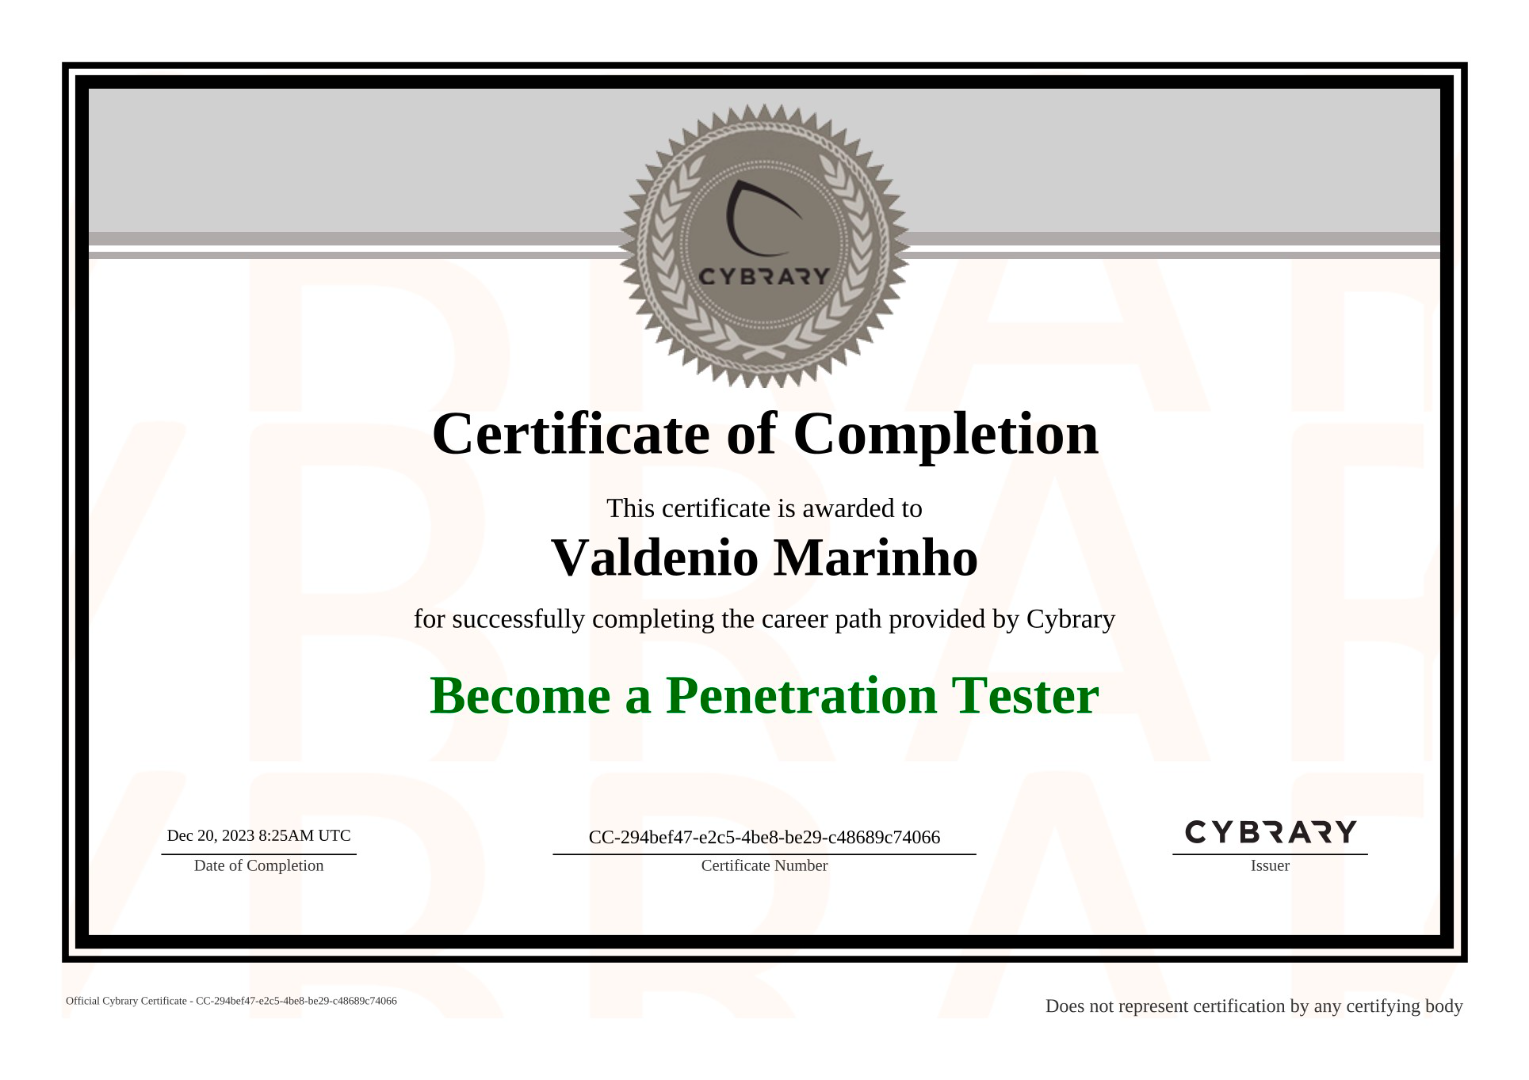 CYBRARY
Certificate of Completion
This certificate is awarded to
Valdenio Marinho
for successfully completing the career path provided by Cybrary
Become a Penetration Tester
Dec 20, 2023 8:25AM UTC
Date of Completion
CC-294bef47-e2c5-4be8-be29-c48689c74066
Certificate Number
CYBRARY
Issuer
Official Cybrary Certificate - CC-294bef47-e2c5-4be8-be29-c48689c74066
Does not represent certification by any certifying body